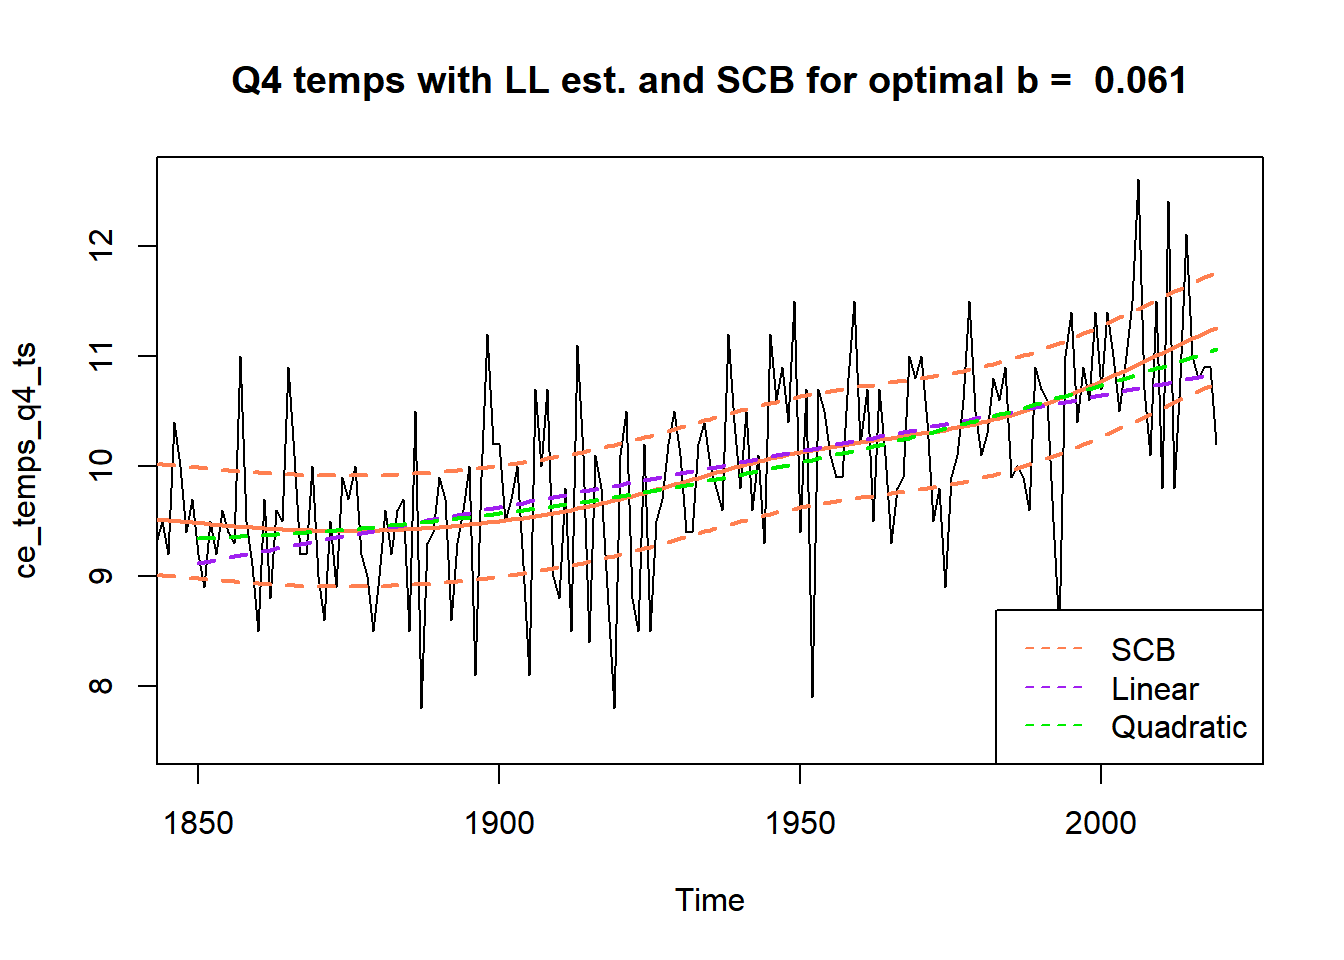 Q4 temps with LL est. and SCB for optimal b =  0.061
ce_temps_q4_ts
12
11
10
9
8
SCB
Linear
Quadratic
1850
1900
1950
2000
Time